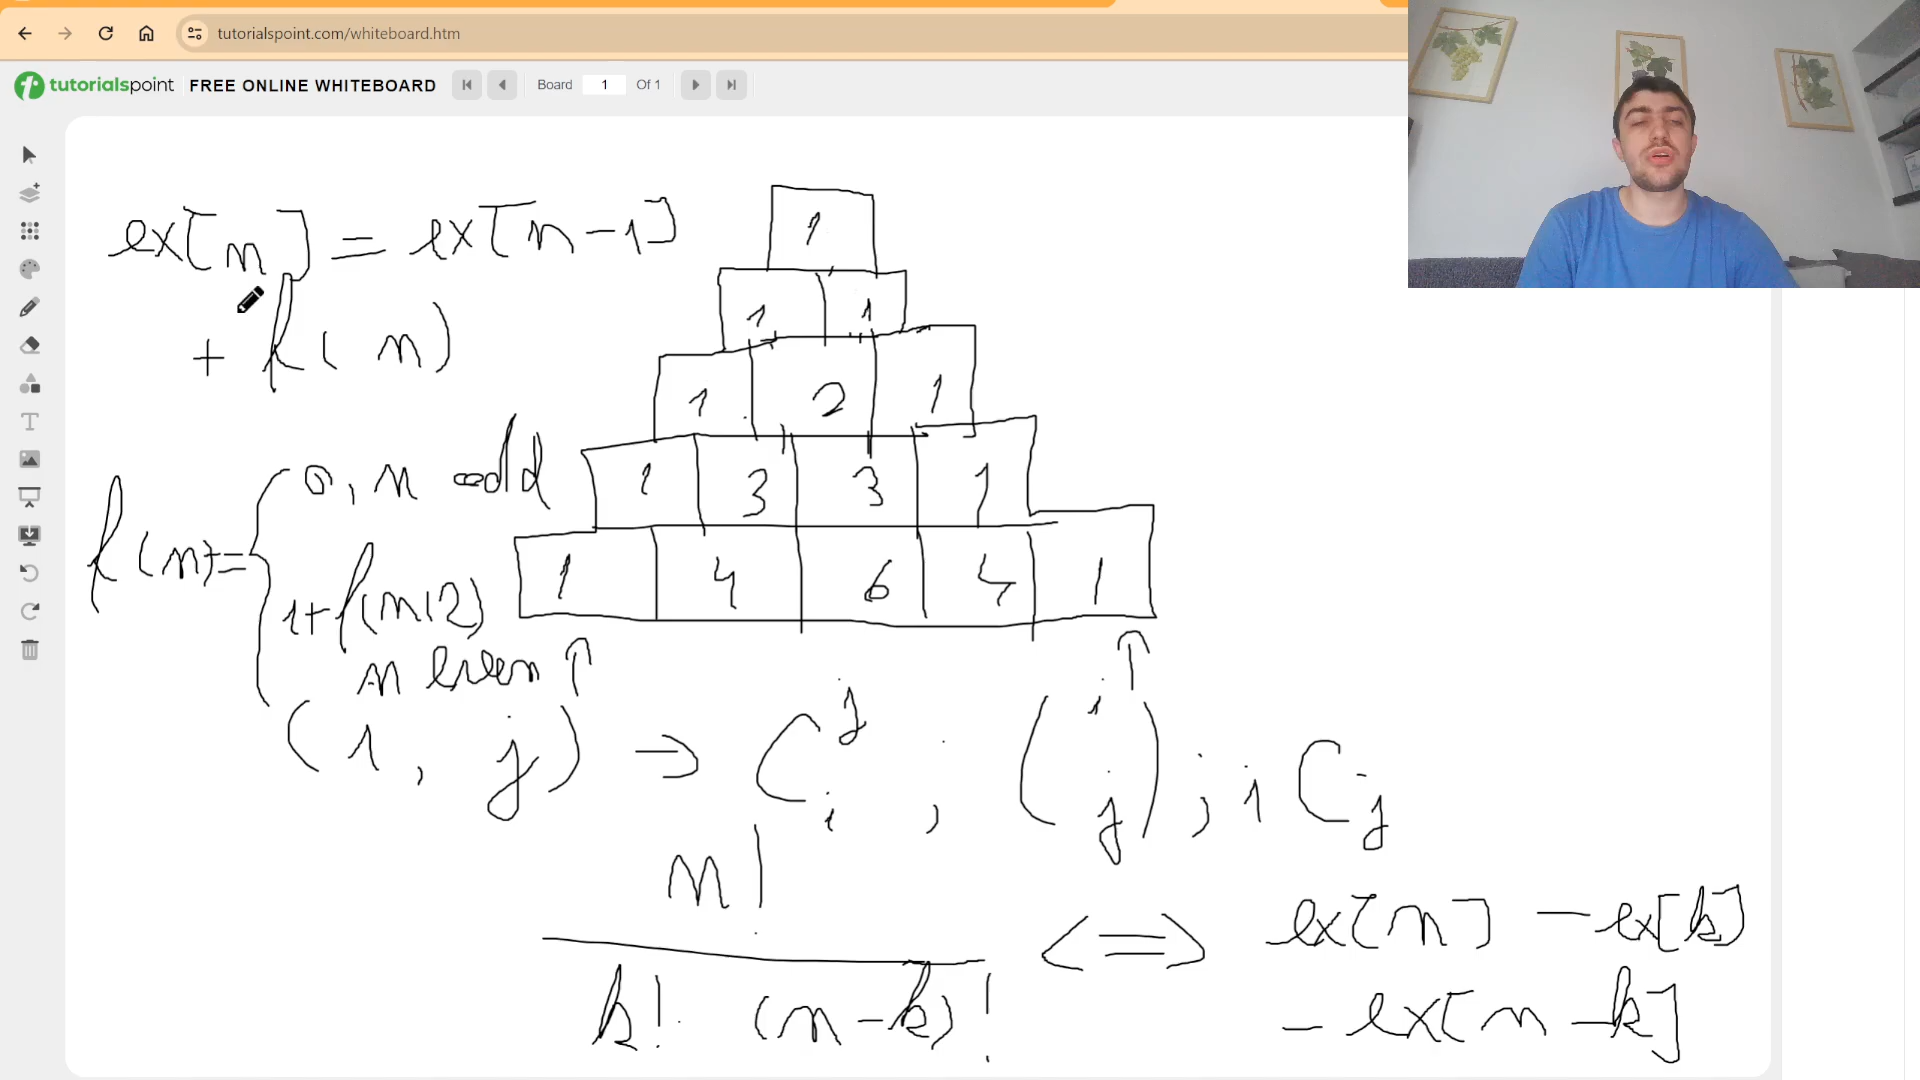 tutorialspoint.com/whiteboard.htm
tutorialspoint FREE ONLINE WHITEBOARD Board 1 Of 1
ex[n] = ex[n-1]
+ f(n)
f(n) = { 0, n odd
1+f(n/2)
n even
1
1 1
1 2 1
1 3 3 1
1 4 6 4 1
(i, j) → C_i^j ; (i j) ; i C j
n!
k! (n-k)!
⇔ ex[n] - ex[k]
- ex[n-k]